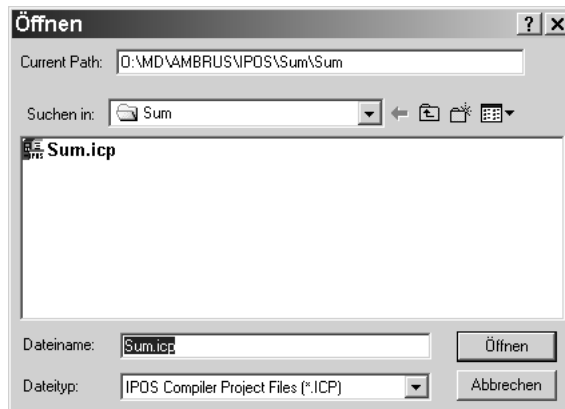 Öffnen
Current Path: O:\MD\AMBRUS\IPOS\Sum\Sum
Suchen in: Sum
Sum.icp
Dateiname: Sum.icp Öffnen
Dateityp: IPOS Compiler Project Files (*.ICP) Abbrechen